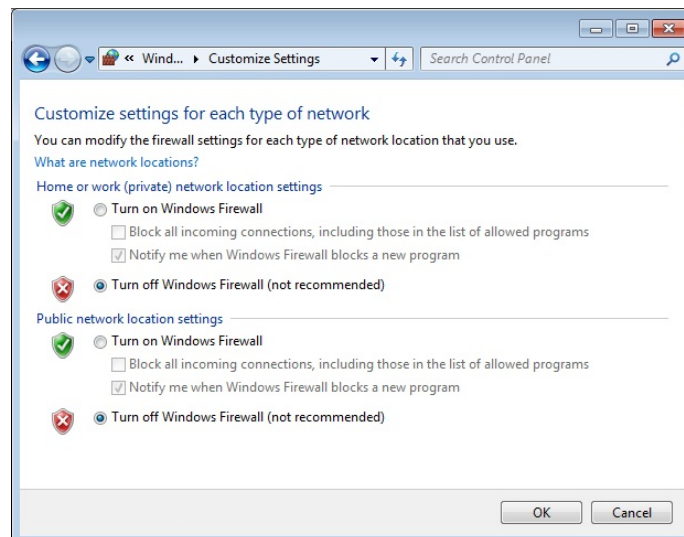 « Wind... ▸ Customize Settings
Search Control Panel
Customize settings for each type of network
You can modify the firewall settings for each type of network location that you use.
What are network locations?
Home or work (private) network location settings
Turn on Windows Firewall
Block all incoming connections, including those in the list of allowed programs
Notify me when Windows Firewall blocks a new program
Turn off Windows Firewall (not recommended)
Public network location settings
Turn on Windows Firewall
Block all incoming connections, including those in the list of allowed programs
Notify me when Windows Firewall blocks a new program
Turn off Windows Firewall (not recommended)
OK Cancel